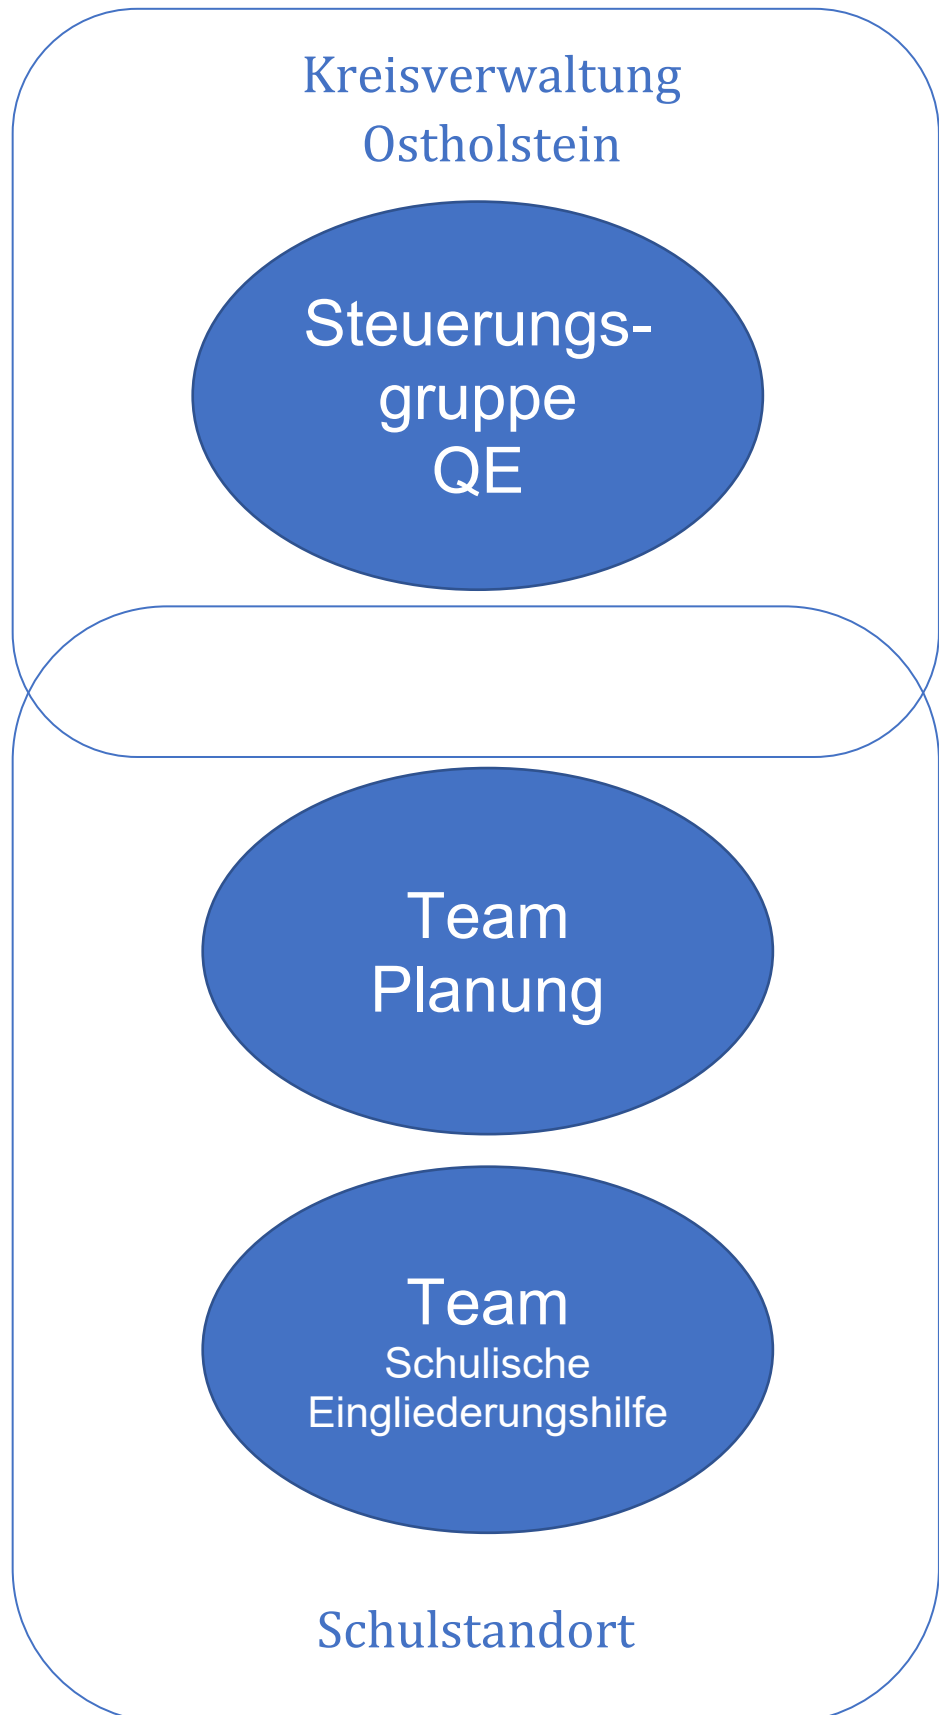 Kreisverwaltung
Ostholstein
Steuerungs-
gruppe
QE
Team
Planung
Team
Schulische
Eingliederungshilfe
Schulstandort